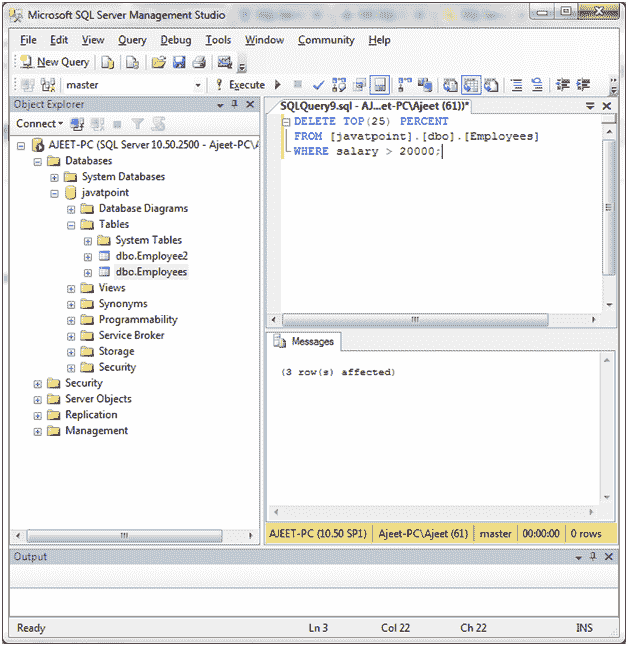 Microsoft SQL Server Management Studio
File Edit View Query Debug Tools Window Community Help
New Query
master Execute
Object Explorer
Connect
AJEET-PC (SQL Server 10.50.2500 - Ajeet-PC\A
Databases
System Databases
javatpoint
Database Diagrams
Tables
System Tables
dbo.Employee2
dbo.Employees
Views
Synonyms
Programmability
Service Broker
Storage
Security
Security
Server Objects
Replication
Management
SQLQuery9.sql - AJ...et-PC\Ajeet (61))*
DELETE TOP(25) PERCENT
FROM [javatpoint].[dbo].[Employees]
WHERE salary > 20000;
Messages
(3 row(s) affected)
AJEET-PC (10.50 SP1) Ajeet-PC\Ajeet (61) master 00:00:00 0 rows
Output
Ready Ln 3 Col 22 Ch 22 INS